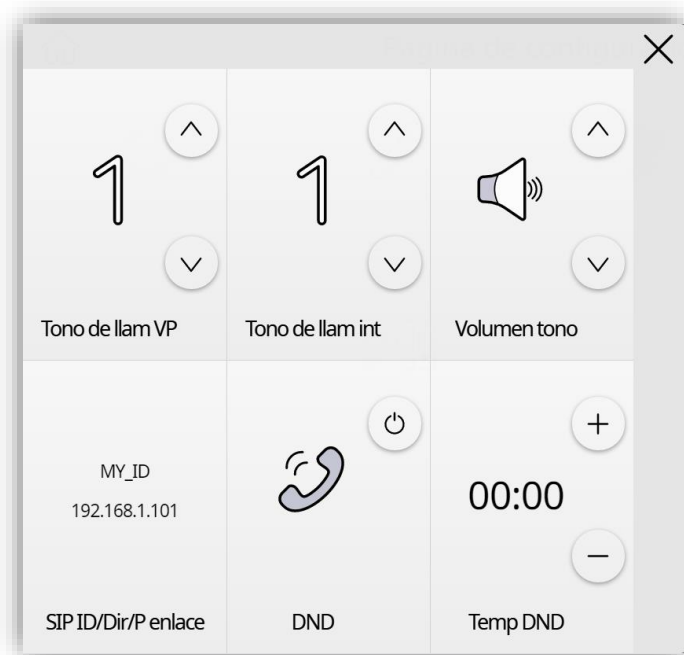 1
1
Tono de llam VP
Tono de llam int
Volumen tono
MY_ID
192.168.1.101
00:00
SIP ID/Dir/P enlace
DND
Temp DND